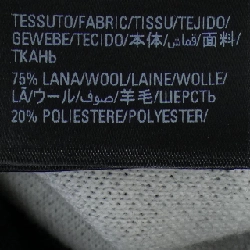 TESSUTO/FABRIC/TISSU/TEJIDO/
GEWEBE/TECIDO/本体/قماش/面料/
ТКАНЬ
75% LANA/WOOL/LAINE/WOLLE/
LÃ/ウール/صوف/羊毛/ШЕРСТЬ
20% POLIESTERE/POLYESTER/